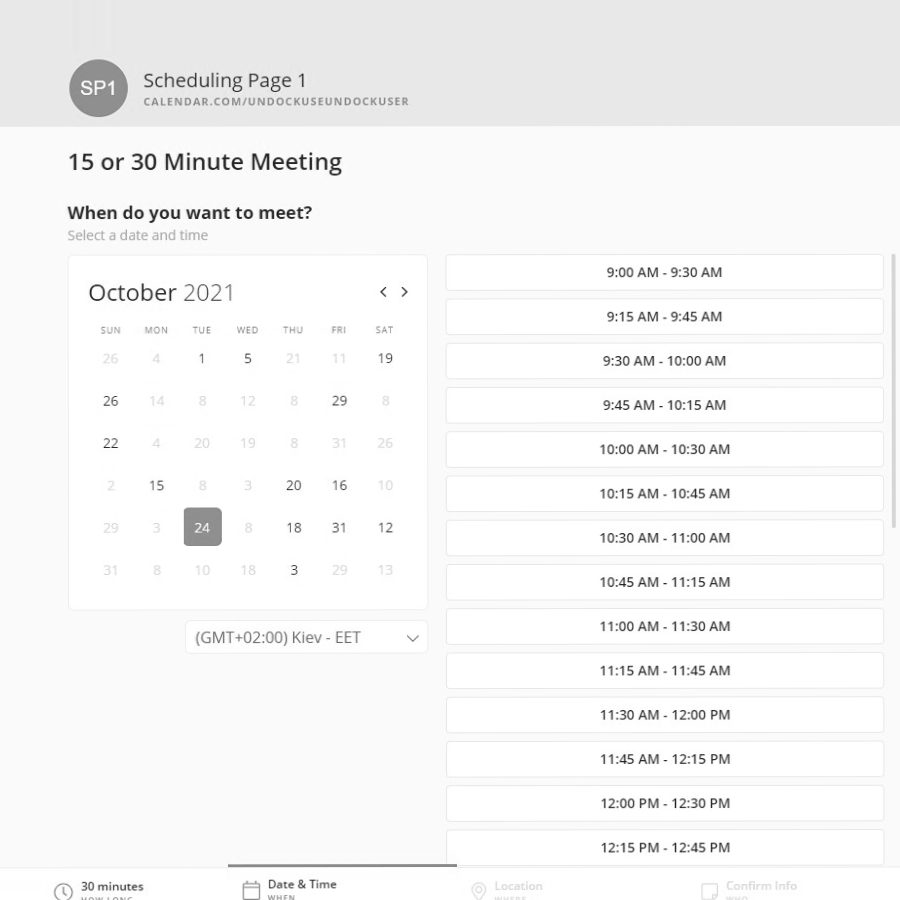 SP1
Scheduling Page 1
CALENDAR.COM/UNDOCKUSEUNDOCKUSER
15 or 30 Minute Meeting
When do you want to meet?
Select a date and time
October 2021
SUN MON TUE WED THU FRI SAT
26 4 1 5 21 11 19
26 14 8 12 8 29 8
22 4 20 19 8 31 26
2 15 8 3 20 16 10
29 3 24 8 18 31 12
31 8 10 18 3 29 13
(GMT+02:00) Kiev - EET
9:00 AM - 9:30 AM
9:15 AM - 9:45 AM
9:30 AM - 10:00 AM
9:45 AM - 10:15 AM
10:00 AM - 10:30 AM
10:15 AM - 10:45 AM
10:30 AM - 11:00 AM
10:45 AM - 11:15 AM
11:00 AM - 11:30 AM
11:15 AM - 11:45 AM
11:30 AM - 12:00 PM
11:45 AM - 12:15 PM
12:00 PM - 12:30 PM
12:15 PM - 12:45 PM
30 minutes
HOW LONG
Date & Time
WHEN
Location
WHERE
Confirm Info
WHO